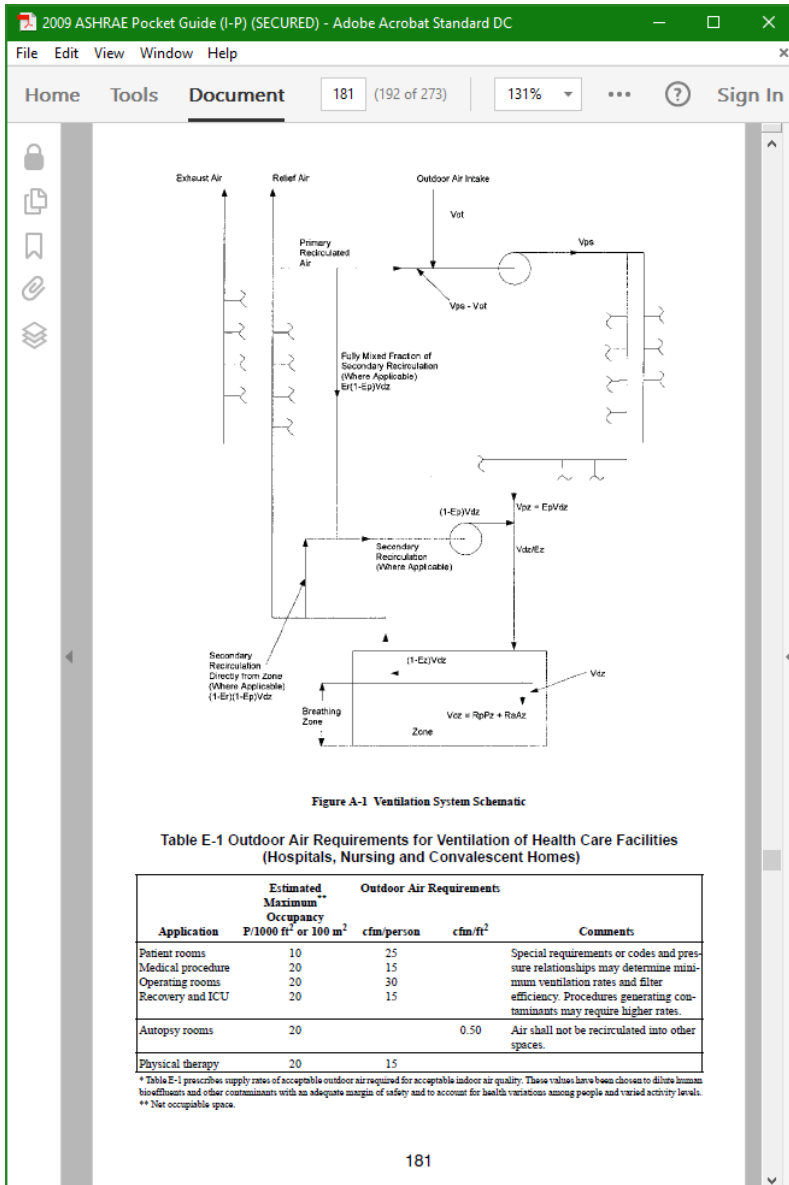 2009 ASHRAE Pocket Guide (I-P) (SECURED) - Adobe Acrobat Standard DC
File Edit View Window Help
Home Tools Document 181 (192 of 273) 131% ••• ? Sign In
Exhaust Air Relief Air Outdoor Air Intake
Vot
Vps
Primary
Recirculated
Air
Vps - Vot
Fully Mixed Fraction of
Secondary Recirculation
(Where Applicable)
Er(1-Ep)Vdz
(1-Ep)Vdz
Vpz = EpVdz
Secondary
Recirculation
(Where Applicable)
Vdz/Ez
Secondary
Recirculation
Directly from Zone
(Where Applicable)
(1-Er)(1-Ep)Vdz
(1-Ez)Vdz
Vdz
Breathing
Zone
Voz = RpPz + RaAz
Zone
Figure A-1 Ventilation System Schematic
Table E-1 Outdoor Air Requirements for Ventilation of Health Care Facilities
(Hospitals, Nursing and Convalescent Homes)
Application
Estimated
Maximum**
Occupancy
P/1000 ft² or 100 m²
Outdoor Air Requirements
cfm/person cfm/ft² Comments
Patient rooms 10 25 Special requirements or codes and pres-
Medical procedure 20 15 sure relationships may determine mini-
Operating rooms 20 30 mum ventilation rates and filter
Recovery and ICU 20 15 efficiency. Procedures generating con-
taminants may require higher rates.
Autopsy rooms 20 0.50 Air shall not be recirculated into other
spaces.
Physical therapy 20 15
* Table E-1 prescribes supply rates of acceptable outdoor air required for acceptable indoor air quality. These values have been chosen to dilute human
bioeffluents and other contaminants with an adequate margin of safety and to account for health variations among people and varied activity levels.
** Net occupiable space.
181